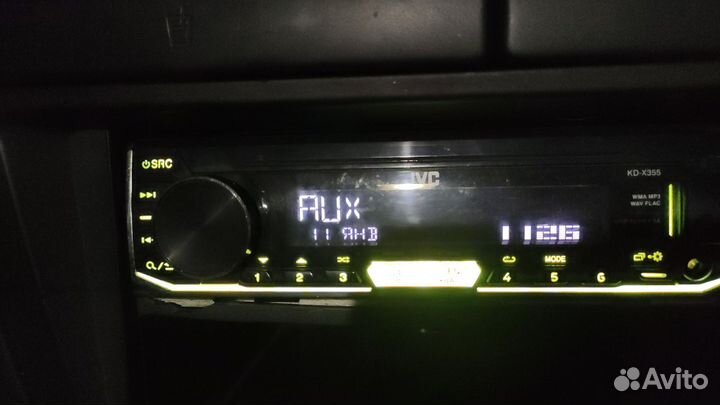 SRC
JVC
KD-X355
WMA MP3
WAV FLAC
AUX
11 ЯНВ
11:26
1 2 3 4 5 6
MODE
Avito